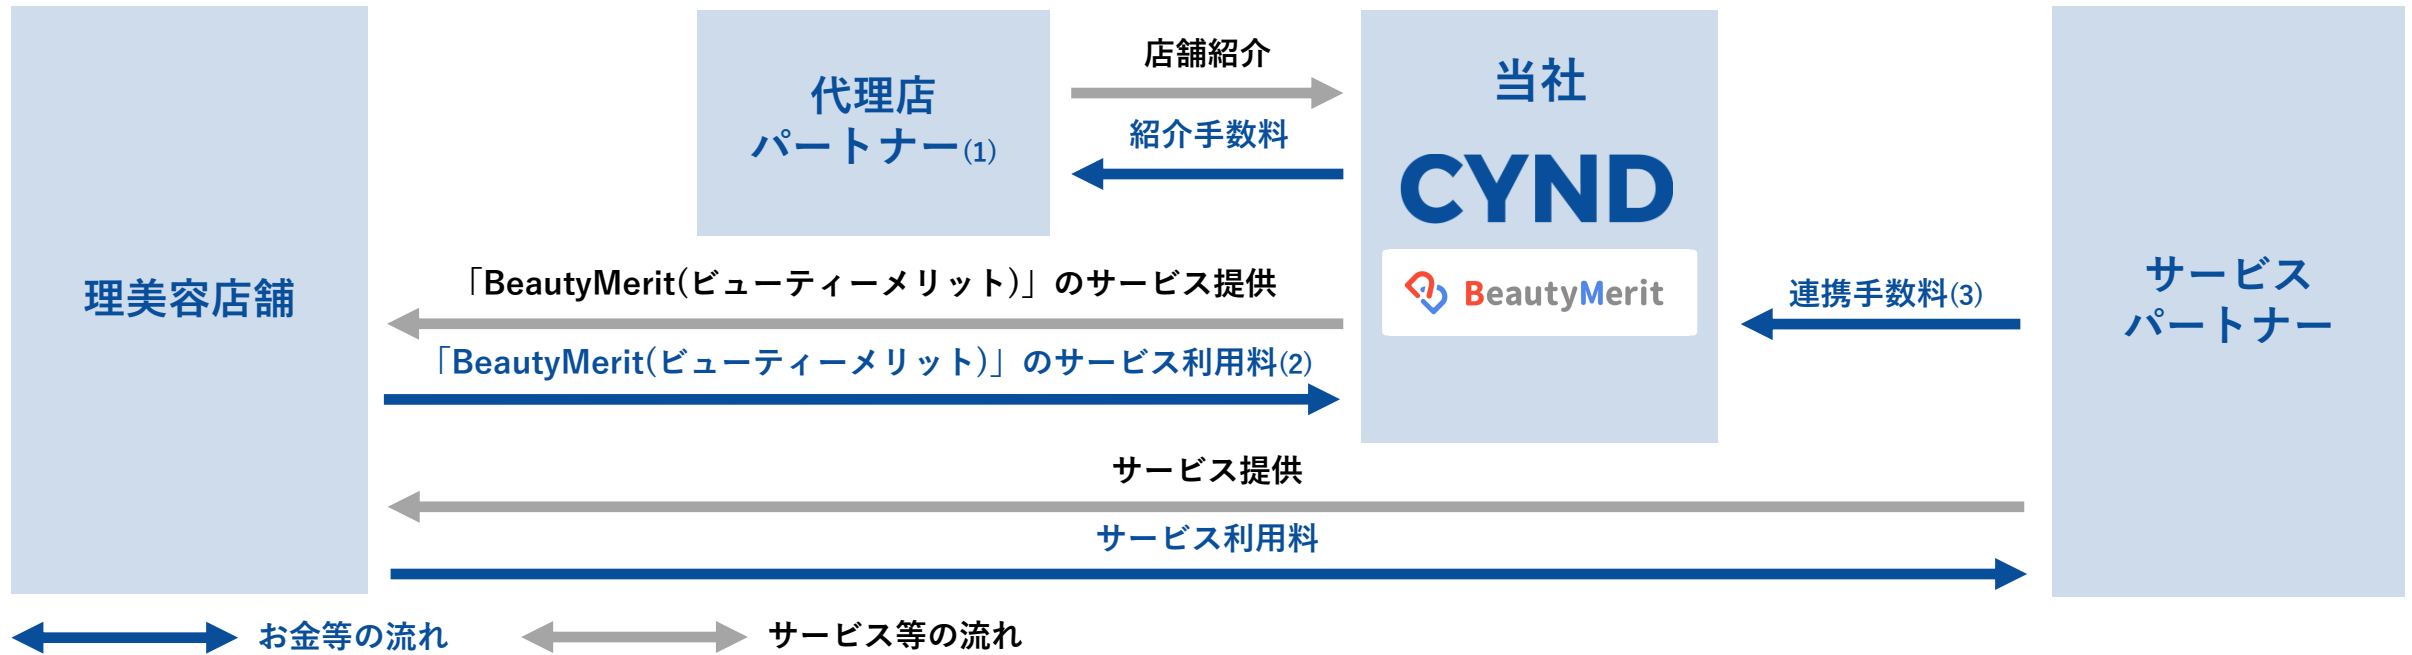 理美容店舗
代理店
パートナー(1)
店舗紹介
紹介手数料
当社
CYND
BeautyMerit
「BeautyMerit(ビューティーメリット)」のサービス提供
「BeautyMerit(ビューティーメリット)」のサービス利用料(2)
連携手数料(3)
サービス
パートナー
サービス提供
サービス利用料
お金等の流れ
サービス等の流れ